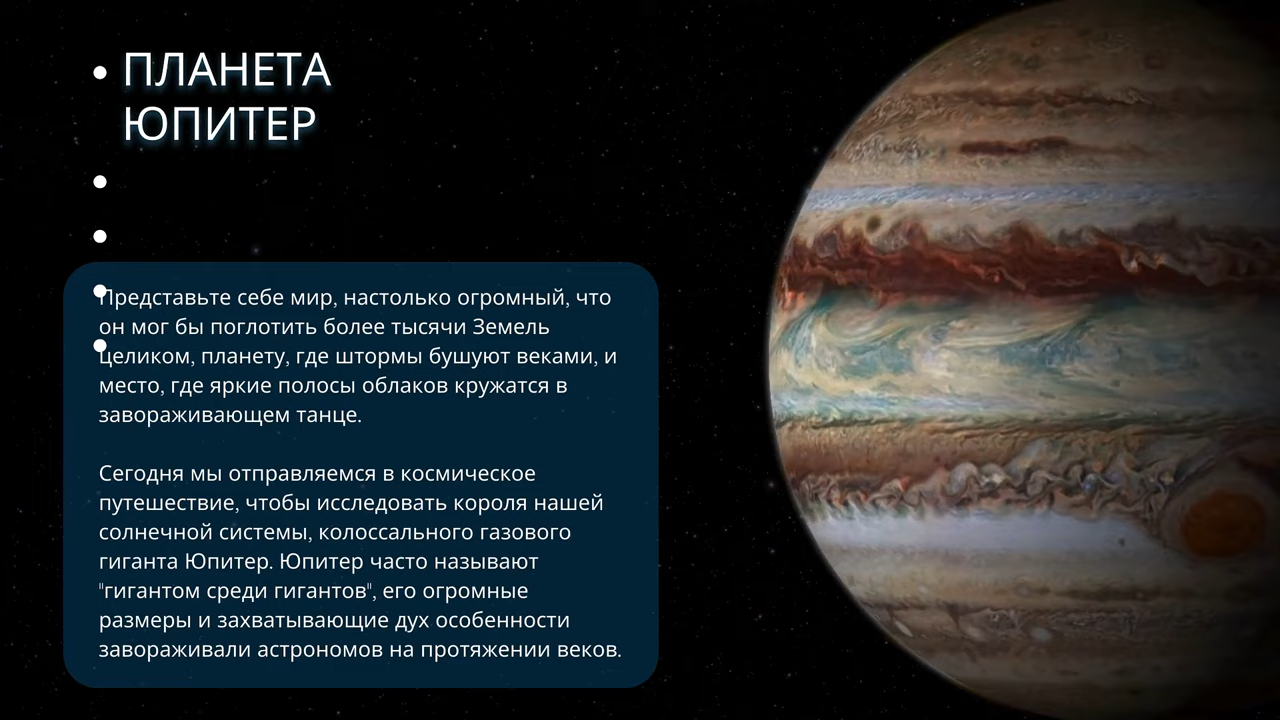 • ПЛАНЕТА
ЮПИТЕР
•
•
•
•
Представьте себе мир, настолько огромный, что
он мог бы поглотить более тысячи Земель
целиком, планету, где штормы бушуют веками, и
место, где яркие полосы облаков кружатся в
завораживающем танце.

Сегодня мы отправляемся в космическое
путешествие, чтобы исследовать короля нашей
солнечной системы, колоссального газового
гиганта Юпитер. Юпитер часто называют
"гигантом среди гигантов", его огромные
размеры и захватывающие дух особенности
завораживали астрономов на протяжении веков.